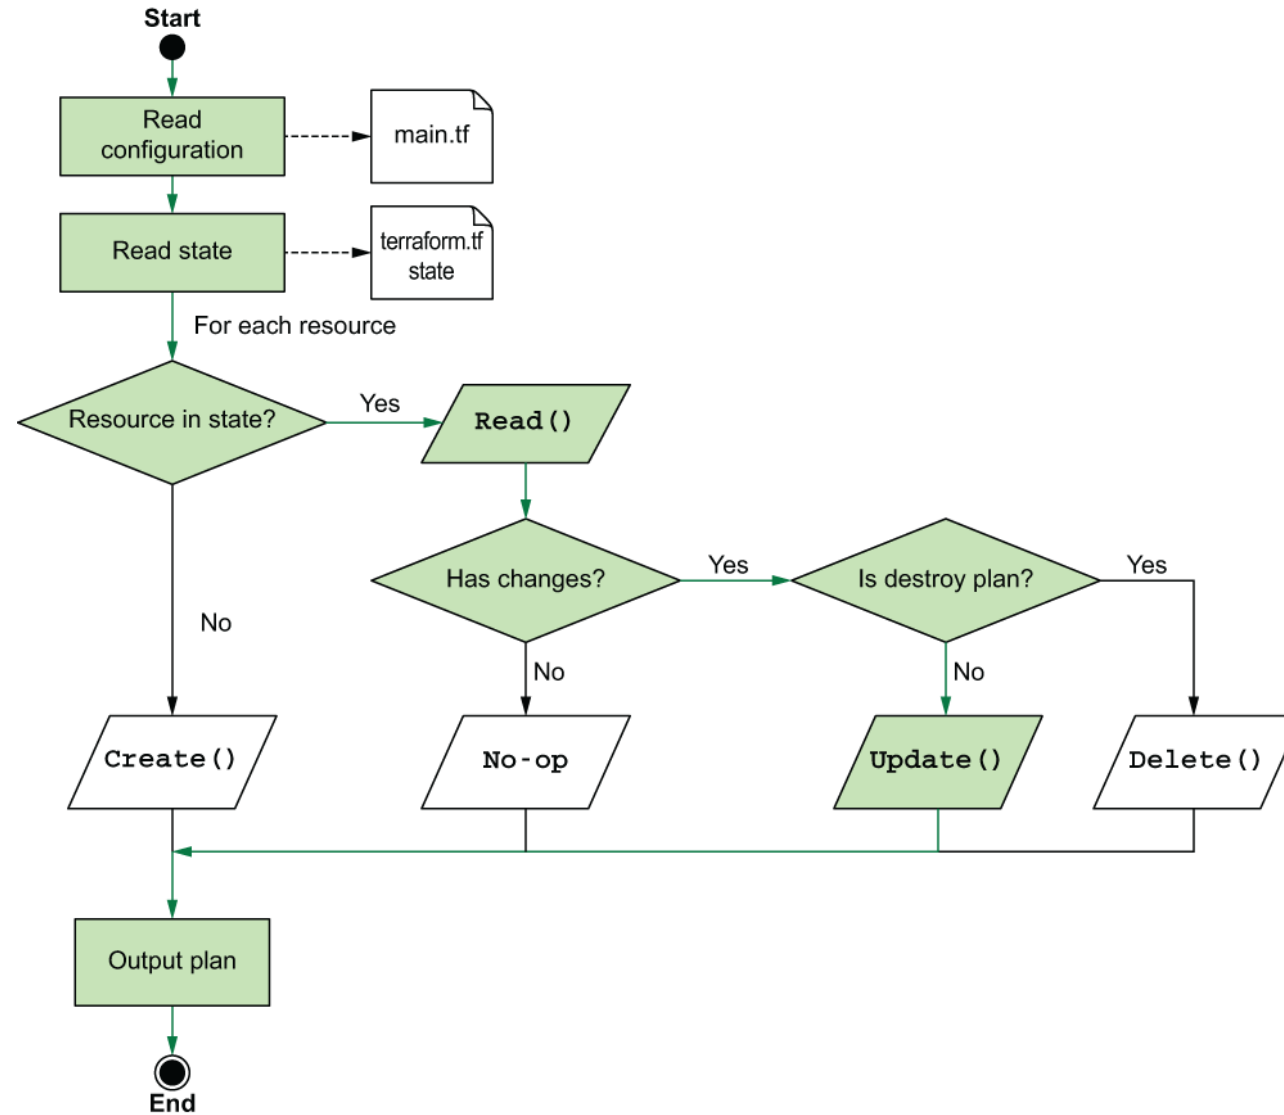 Start
Read
configuration
main.tf
Read state
terraform.tf
state
For each resource
Resource in state?
Yes
Read()
Has changes?
Yes
Is destroy plan?
Yes
No
No
No
Create()
No-op
Update()
Delete()
Output plan
End